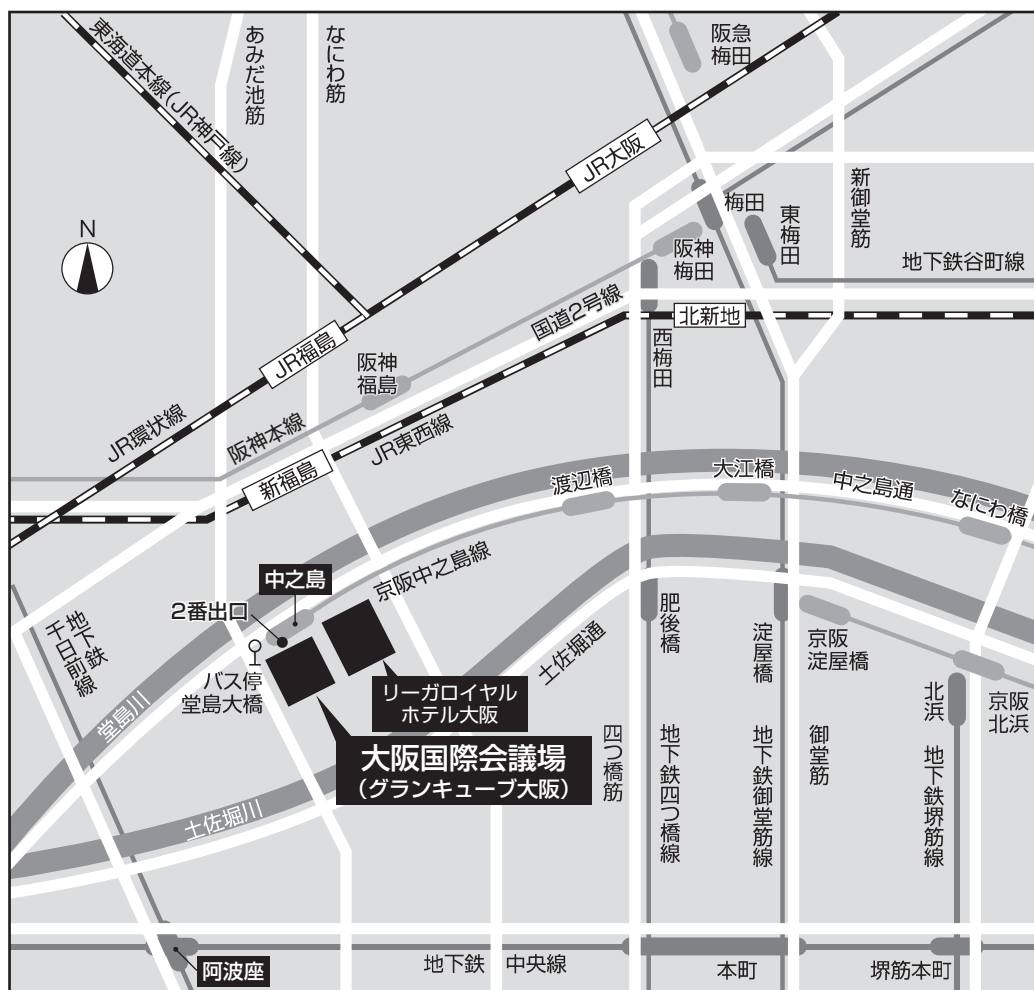 東海道本線(JR神戸線)
あみだ池筋
なにわ筋
阪急
梅田
JR大阪
新御堂筋
N
梅田
東梅田
阪神
梅田
地下鉄谷町線
国道2号線
北新地
JR福島
阪神
福島
西梅田
JR環状線
阪神本線
JR東西線
新福島
渡辺橋
大江橋
中之島通
なにわ橋
中之島
京阪中之島線
2番出口
地下鉄
千日前線
バス停
堂島大橋
堂島川
土佐堀通
肥後橋
淀屋橋
京阪
淀屋橋
リーガロイヤル
ホテル大阪
北浜
京阪
北浜
大阪国際会議場
(グランキューブ大阪)
四つ橋筋
地下鉄四つ橋線
地下鉄御堂筋線
御堂筋
地下鉄堺筋線
土佐堀川
阿波座
地下鉄 中央線
本町
堺筋本町